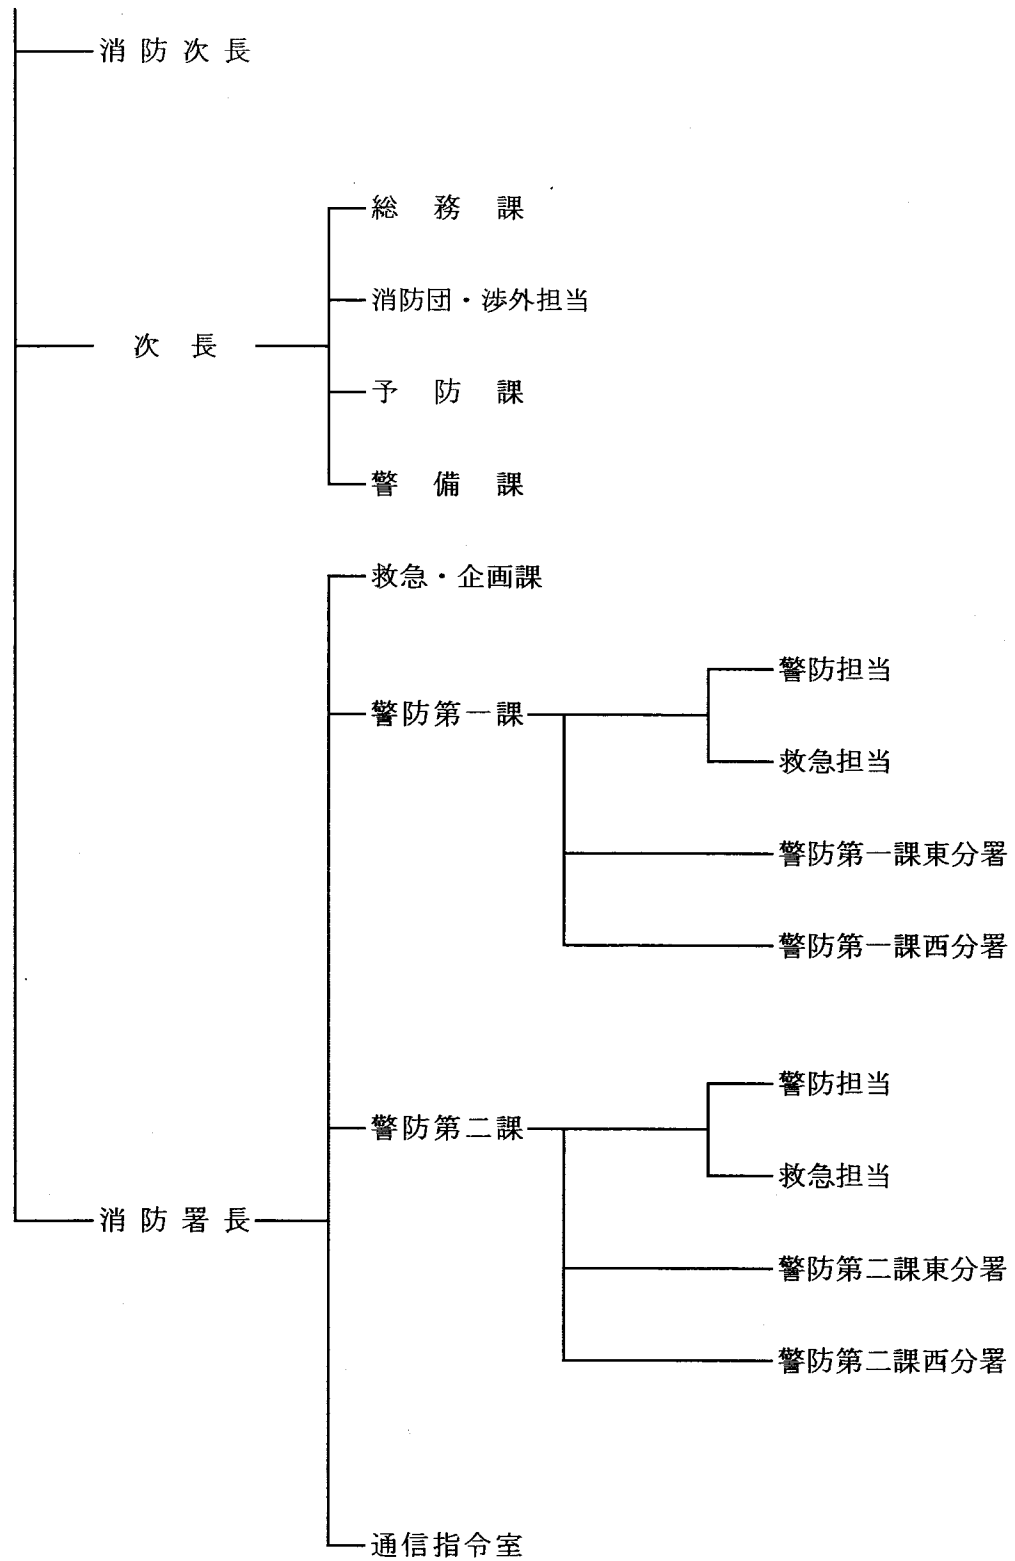 消防次長
総務課
消防団・渉外担当
次長
予防課
警備課
救急・企画課
警防担当
警防第一課
救急担当
警防第一課東分署
警防第一課西分署
警防担当
警防第二課
救急担当
消防署長
警防第二課東分署
警防第二課西分署
通信指令室